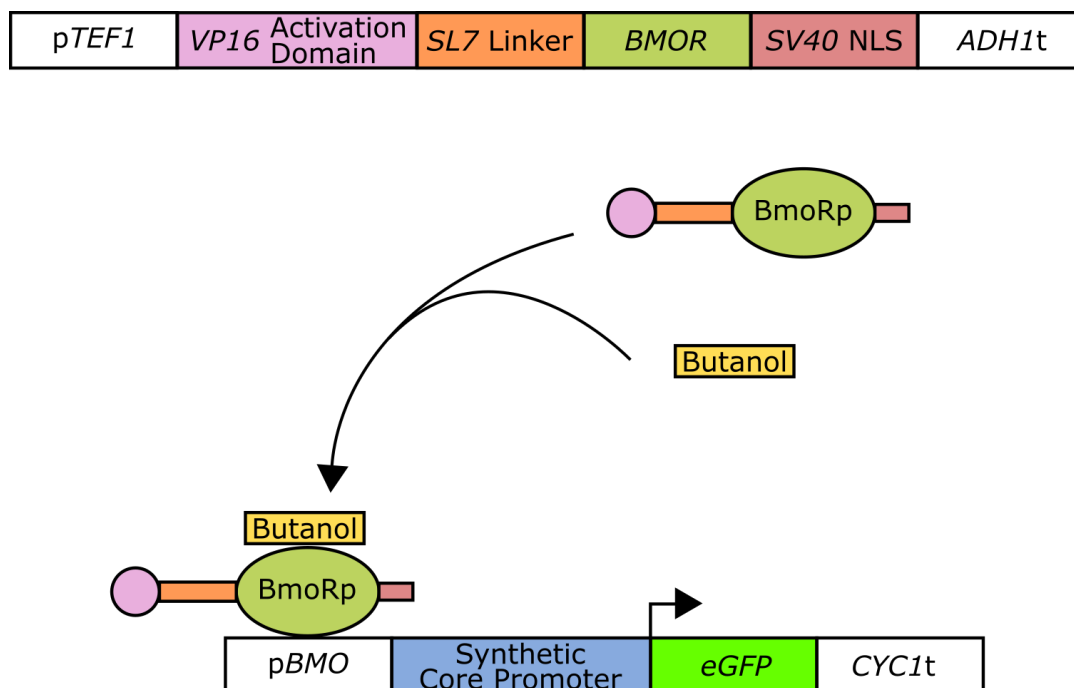 pTEF1
VP16 Activation
Domain
SL7 Linker
BMOR
SV40 NLS
ADH1t
BmoRp
Butanol
Butanol
BmoRp
pBMO
Synthetic
Core Promoter
eGFP
CYC1t